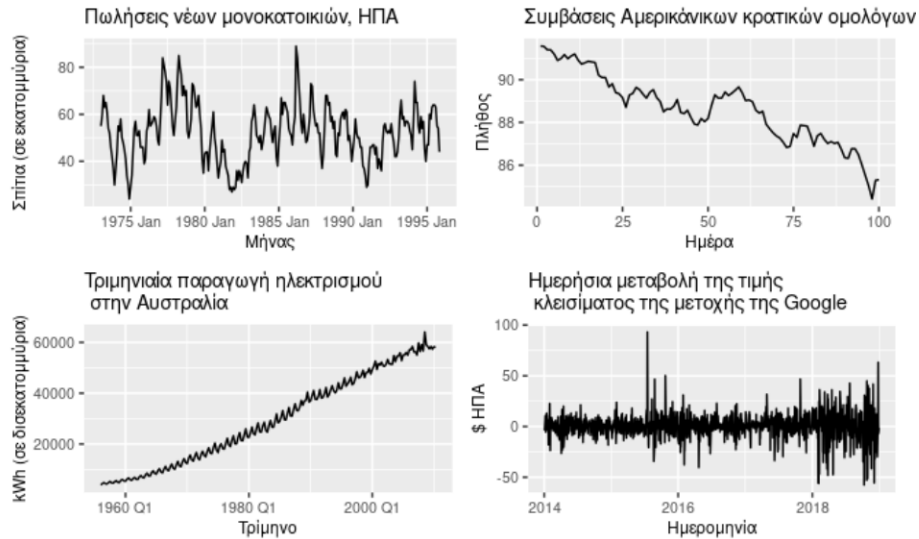 Πωλήσεις νέων μονοκατοικιών, ΗΠΑ
Σπίτια (σε εκατομμύρια)
80
60
40
1975 Jan 1980 Jan 1985 Jan 1990 Jan 1995 Jan
Μήνας
Συμβάσεις Αμερικάνικων κρατικών ομολόγων
Πλήθος
90
88
86
0 25 50 75 100
Ημέρα
Τριμηνιαία παραγωγή ηλεκτρισμού
στην Αυστραλία
kWh (σε δισεκατομμύρια)
60000
40000
20000
1960 Q1 1980 Q1 2000 Q1
Τρίμηνο
Ημερήσια μεταβολή της τιμής
κλεισίματος της μετοχής της Google
$ ΗΠΑ
100
50
0
-50
2014 2016 2018
Ημερομηνία